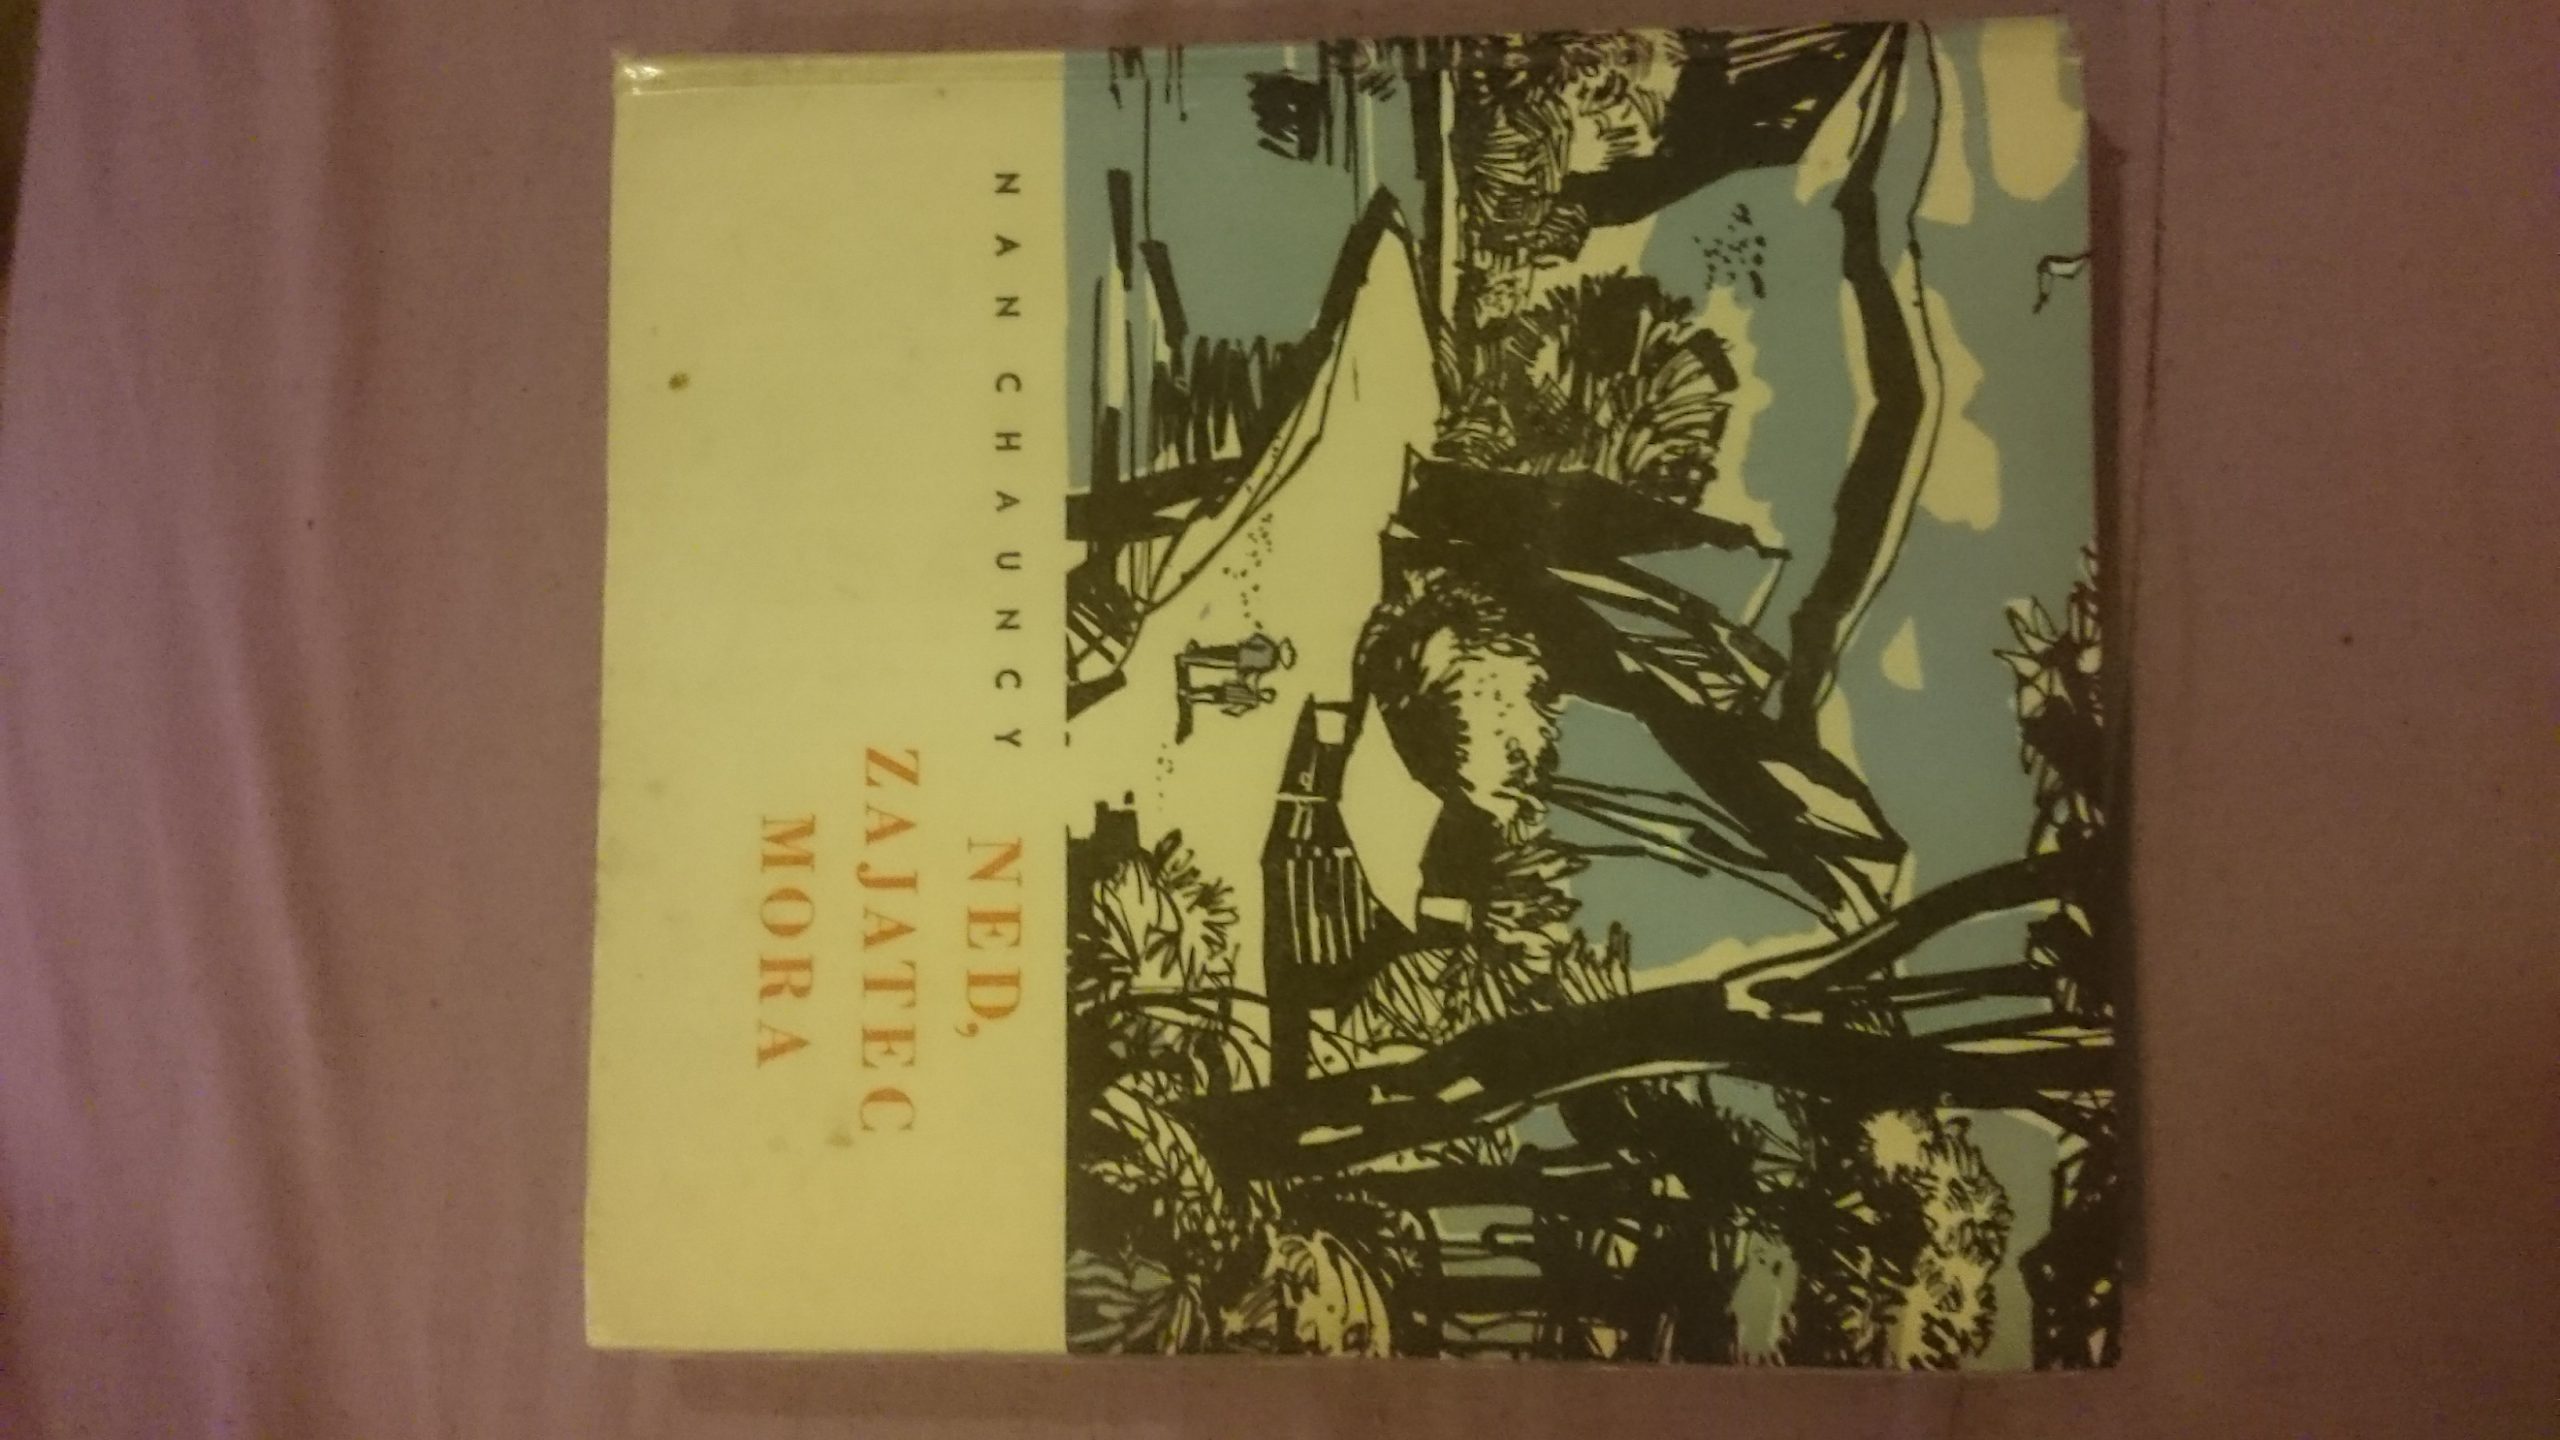 NAN CHAUNCY
NED,
ZAJATEC
MORA